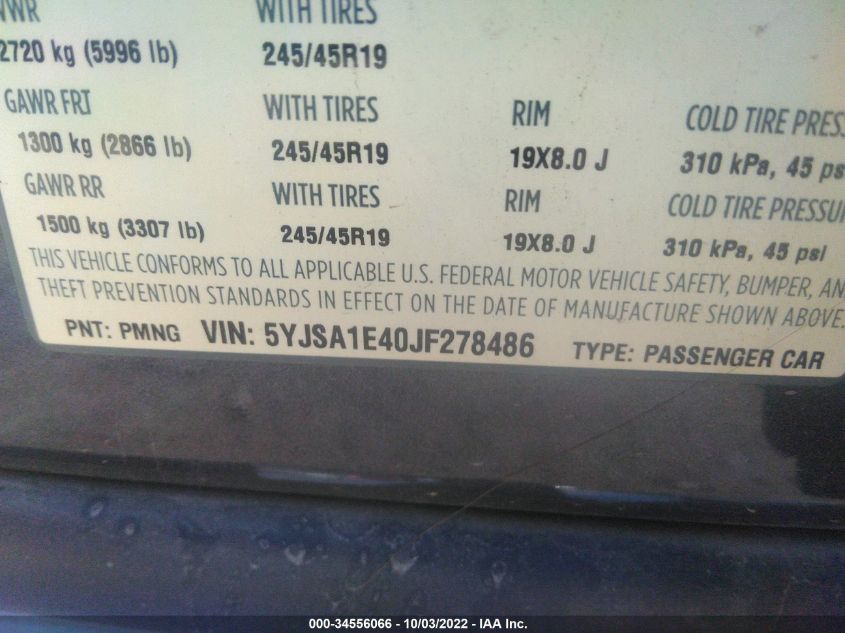 WITH TIRES
2720 kg (5996 lb) 245/45R19
GAWR FRT WITH TIRES RIM COLD TIRE PRES
1300 kg (2866 lb) 245/45R19 19X8.0 J 310 kPa, 45 ps
GAWR RR WITH TIRES RIM COLD TIRE PRESSU
1500 kg (3307 lb) 245/45R19 19X8.0 J 310 kPa, 45 psi
THIS VEHICLE CONFORMS TO ALL APPLICABLE U.S. FEDERAL MOTOR VEHICLE SAFETY, BUMPER, AN
THEFT PREVENTION STANDARDS IN EFFECT ON THE DATE OF MANUFACTURE SHOWN ABOVE.
PNT: PMNG VIN: 5YJSA1E40JF278486 TYPE: PASSENGER CAR
000-34556066 - 10/03/2022 - IAA Inc.